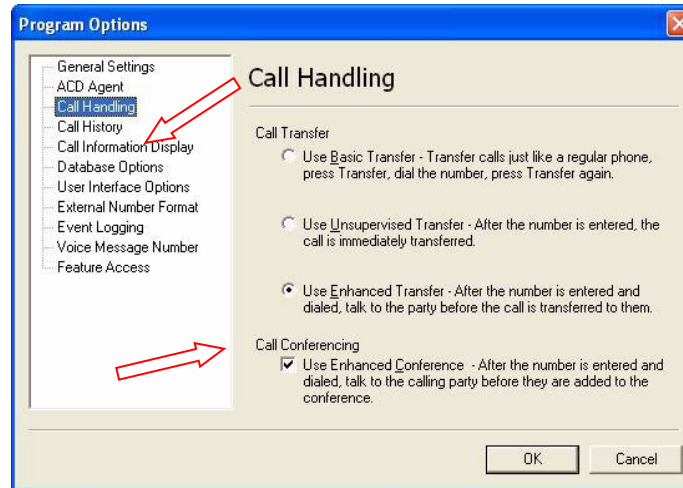 Program Options
General Settings
ACD Agent
Call Handling
Call History
Call Information Display
Database Options
User Interface Options
External Number Format
Event Logging
Voice Message Number
Feature Access
Call Handling
Call Transfer
Use Basic Transfer - Transfer calls just like a regular phone,
press Transfer, dial the number, press Transfer again.
Use Unsupervised Transfer - After the number is entered, the
call is immediately transferred.
Use Enhanced Transfer - After the number is entered and
dialed, talk to the party before the call is transferred to them.
Call Conferencing
Use Enhanced Conference - After the number is entered and
dialed, talk to the calling party before they are added to the
conference.
OK
Cancel